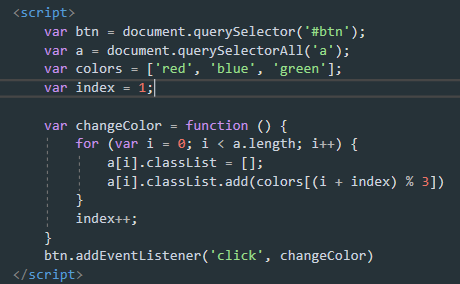 <script>
var btn = document.querySelector('#btn');
var a = document.querySelectorAll('a');
var colors = ['red', 'blue', 'green'];
var index = 1;
var changeColor = function () {
for (var i = 0; i < a.length; i++) {
a[i].classList = [];
a[i].classList.add(colors[(i + index) % 3])
}
index++;
}
btn.addEventListener('click', changeColor)
</script>